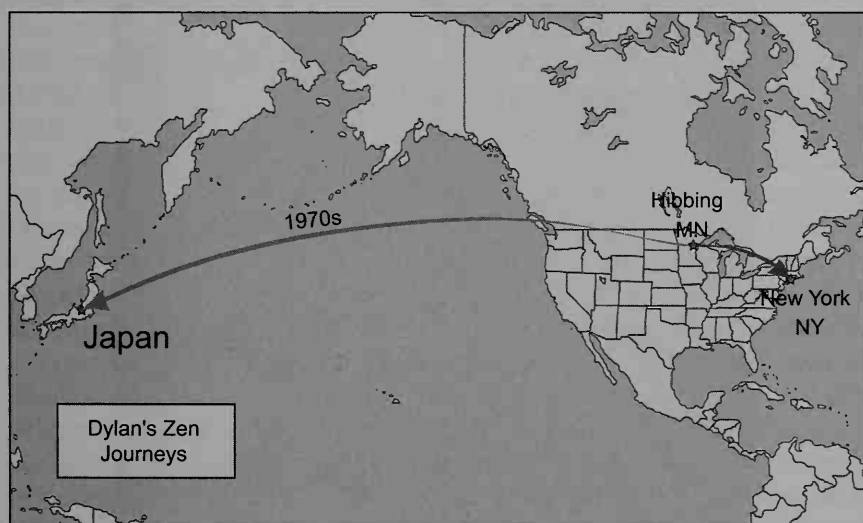 Hibbing
MN
1970s
New York
NY
Japan
Dylan's Zen
Journeys